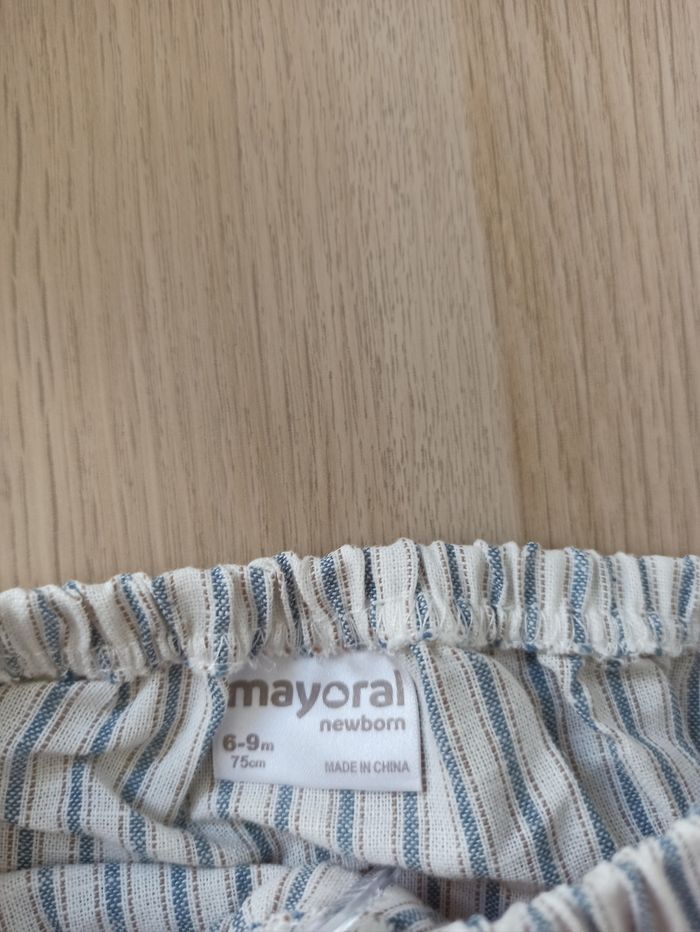 mayoral
newborn
6-9m
75cm
MADE IN CHINA